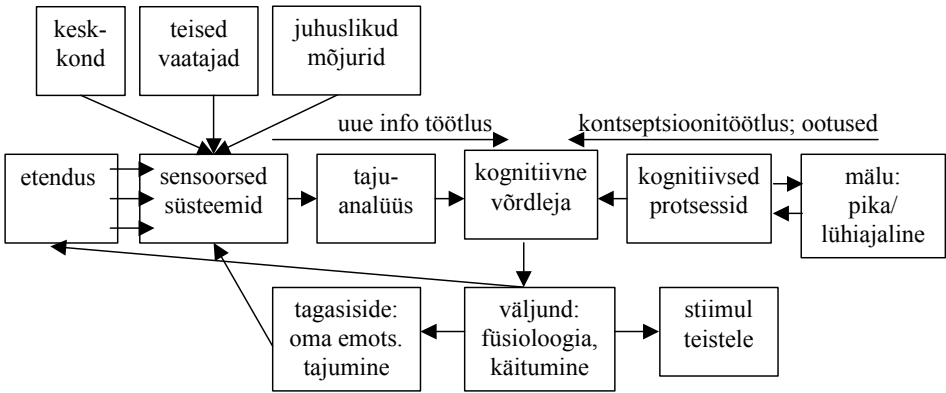 kesk-
kond
teised
vaatajad
juhuslikud
mõjurid
uue info töötlus
kontseptsioonitöötlus; ootused
etendus
sensoorsed
süsteemid
taju-
analüüs
kognitiivne
võrdleja
kognitiivsed
protsessid
mälu:
pika/
lühiajaline
tagasiside:
oma emots.
tajumine
väljund:
füsioloogia,
käitumine
stiimul
teistele